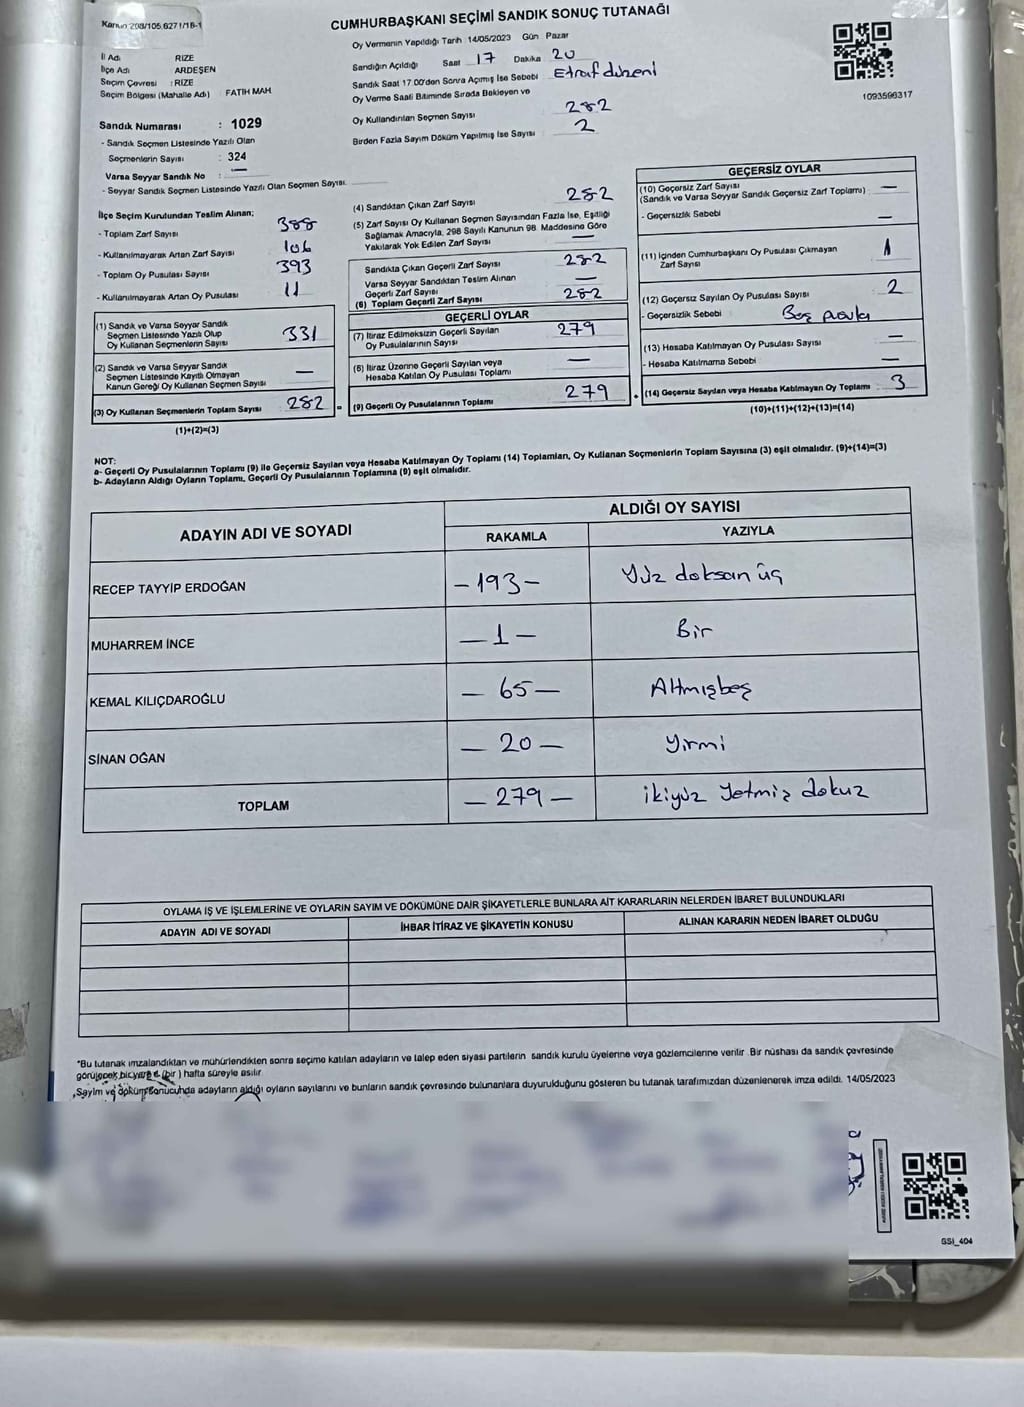 Kanun 298/105,6271/18-1
CUMHURBAŞKANI SEÇİMİ SANDIK SONUÇ TUTANAĞI
Oy Vermenin Yapıldığı Tarih 14/05/2023 Gün Pazar
İl Adı RİZE
İlçe Adı ARDEŞEN
Seçim Çevresi : RİZE
Seçim Bölgesi (Mahalle Adı) FATİH MAH
Sandık Numarası : 1029
- Sandık Seçmen Listesinde Yazılı Olan
Seçmenlerin Sayısı : 324
Varsa Seyyar Sandık No : —
- Seyyar Sandık Seçmen Listesinde Yazılı Olan Seçmen Sayısı.
Sandığın Açıldığı Saat 17 Dakika 20
Sandık Saat 17.00'den Sonra Açımış İse Sebebi Etraf düzeni
Oy Verme Saati Bitiminde Sırada Bekleyen ve
Oy Kullandırılan Seçmen Sayısı 282
Birden Fazla Sayım Döküm Yapılmış İse Sayısı 2
1093596317
İlçe Seçim Kurulundan Teslim Alınan;
- Toplam Zarf Sayısı 388
- Kullanılmayarak Artan Zarf Sayısı 106
- Toplam Oy Pusulası Sayısı 393
- Kullanılmayarak Artan Oy Pusulası 11
(1) Sandık ve Varsa Seyyar Sandık
Seçmen Listesinde Yazılı Olup
Oy Kullanan Seçmenlerin Sayısı 331
(2) Sandık ve Varsa Seyyar Sandık
Seçmen Listesinde Kayıtlı Olmayan
Kanun Gereği Oy Kullanan Seçmen Sayısı —
(3) Oy Kullanan Seçmenlerin Toplam Sayısı 282 =
(1)+(2)=(3)
(4) Sandıktan Çıkan Zarf Sayısı 282
(5) Zarf Sayısı Oy Kullanan Seçmen Sayısından Fazla İse, Eşitliği
Sağlamak Amacıyla, 298 Sayılı Kanunun 98. Maddesine Göre
Yakılarak Yok Edilen Zarf Sayısı —
Sandıkta Çıkan Geçerli Zarf Sayısı 282
Varsa Seyyar Sandıktan Teslim Alınan
Geçerli Zarf Sayısı —
(6) Toplam Geçerli Zarf Sayısı 282
GEÇERLİ OYLAR
(7) İtiraz Edilmeksizin Geçerli Sayılan
Oy Pusulalarının Sayısı 279
(8) İtiraz Üzerine Geçerli Sayılan veya
Hesaba Katılan Oy Pusulası Toplamı —
(9) Geçerli Oy Pusulalarının Toplamı 279 +
GEÇERSİZ OYLAR
(10) Geçersiz Zarf Sayısı
(Sandık ve Varsa Seyyar Sandık Geçersiz Zarf Toplamı) —
- Geçersizlik Sebebi —
(11) İçinden Cumhurbaşkanı Oy Pusulası Çıkmayan
Zarf Sayısı 1
(12) Geçersiz Sayılan Oy Pusulası Sayısı 2
- Geçersizlik Sebebi Boş pusula
(13) Hesaba Katılmayan Oy Pusulası Sayısı —
- Hesaba Katılmama Sebebi —
(14) Geçersiz Sayılan veya Hesaba Katılmayan Oy Toplamı 3
(10)+(11)+(12)+(13)=(14)
NOT:
a- Geçerli Oy Pusulalarının Toplamı (9) ile Geçersiz Sayılan veya Hesaba Katılmayan Oy Toplamı (14) Toplamları, Oy Kullanan Seçmenlerin Toplam Sayısına (3) eşit olmalıdır. (9)+(14)=(3)
b- Adayların Aldığı Oyların Toplamı, Geçerli Oy Pusulalarının Toplamına (9) eşit olmalıdır.
ADAYIN ADI VE SOYADI
ALDIĞI OY SAYISI
RAKAMLA YAZIYLA
RECEP TAYYİP ERDOĞAN – 193 – Yüz doksan üç
MUHARREM İNCE – 1 – Bir
KEMAL KILIÇDAROĞLU – 65 – Altmışbeş
SİNAN OĞAN – 20 – Yirmi
TOPLAM – 279 – ikiyüz Yetmiş dokuz
OYLAMA İŞ VE İŞLEMLERİNE VE OYLARIN SAYIM VE DÖKÜMÜNE DAİR ŞİKAYETLERLE BUNLARA AİT KARARLARIN NELERDEN İBARET BULUNDUKLARI
ADAYIN ADI VE SOYADI İHBAR İTİRAZ VE ŞİKAYETİN KONUSU ALINAN KARARIN NEDEN İBARET OLDUĞU
*Bu tutanak imzalandıktan ve mühürlendikten sonra seçime katılan adayların ve talep eden siyasi partilerin sandık kurulu üyelerine veya gözlemcilerine verilir. Bir nüshası da sandık çevresinde
görülecek bir yere (bir) hafta süreyle asılır
Sayım ve döküm sonucunda adayların aldığı oyların sayılarını ve bunların sandık çevresinde bulunanlara duyurulduğunu gösteren bu tutanak tarafımızdan düzenlenerek imza edildi. 14/05/2023
SSİ_404